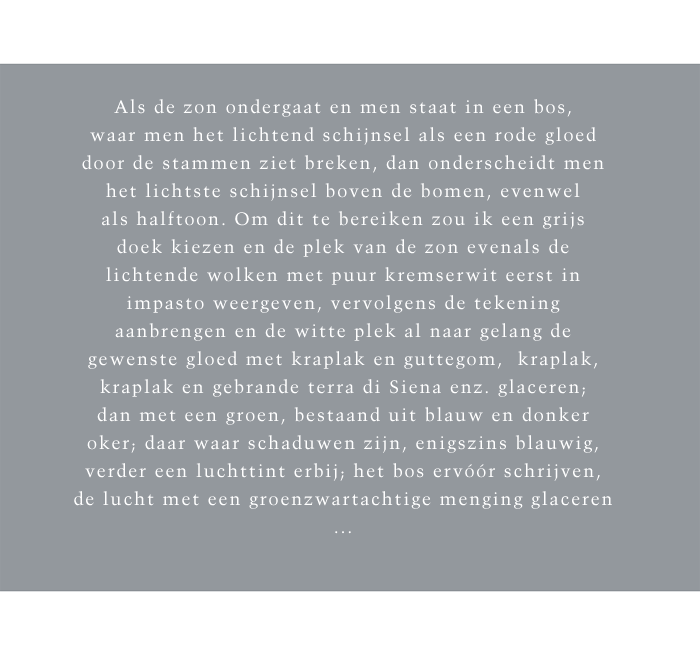 Als de zon ondergaat en men staat in een bos,
waar men het lichtend schijnsel als een rode gloed
door de stammen ziet breken, dan onderscheidt men
het lichtste schijnsel boven de bomen, evenwel
als halftoon. Om dit te bereiken zou ik een grijs
doek kiezen en de plek van de zon evenals de
lichtende wolken met puur kremserwit eerst in
impasto weergeven, vervolgens de tekening
aanbrengen en de witte plek al naar gelang de
gewenste gloed met kraplak en guttegom,  kraplak,
kraplak en gebrande terra di Siena enz. glaceren;
dan met een groen, bestaand uit blauw en donker
oker; daar waar schaduwen zijn, enigszins blauwig,
verder een luchttint erbij; het bos ervóór schrijven,
de lucht met een groenzwartachtige menging glaceren
...